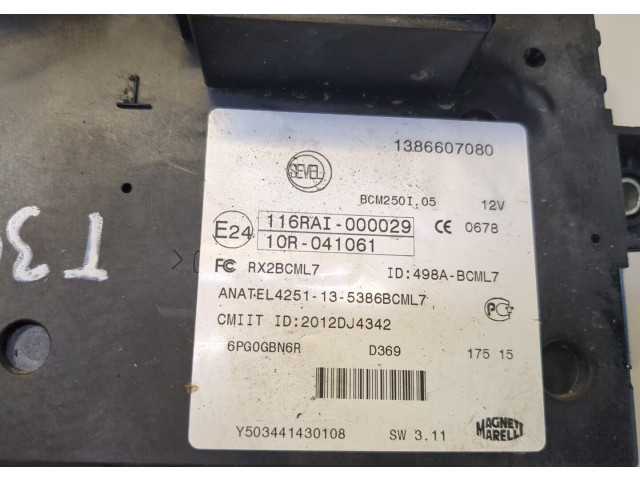 1386607080
SEVEL
BCM250I.05 12V
E24 116RAI-000029 CE 0678
10R-041061
FC RX2BCML7 ID:498A-BCML7
ANATEL4251-13-5386BCML7
CMIIT ID:2012DJ4342
6PG0GBN6R D369 175 15
Y503441430108 SW 3.11
MAGNETI
MARELLI